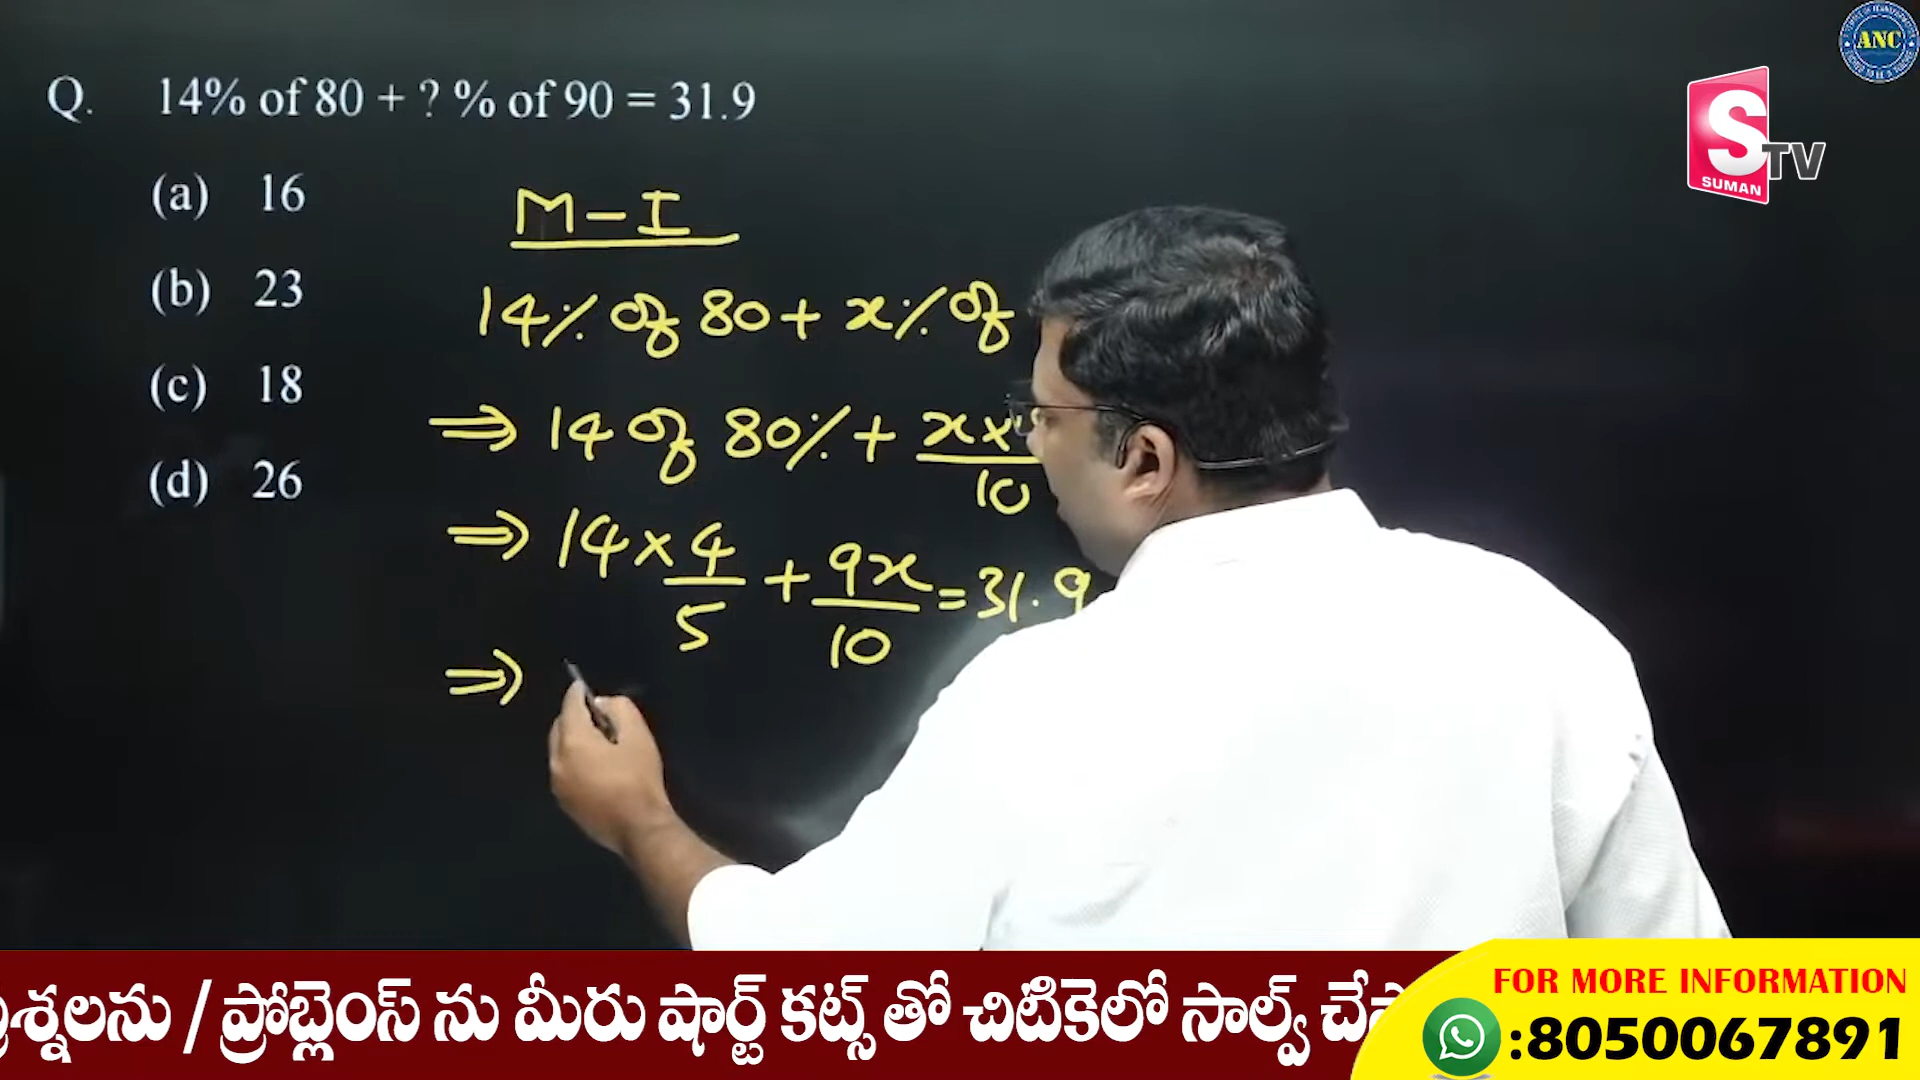 Q. 14% of 80 + ? % of 90 = 31.9
(a) 16
(b) 23
(c) 18
(d) 26
M-I
14% of 80 + x% of
⇒ 14 of 80% + x×
10
⇒ 14 × 4/5 + 9x/10 = 31.9
⇒
S TV
SUMAN
ANC
/ ప్రోబ్లెంస్ ను మీరు షార్ట్ కట్స్ తో చిటికెలో సాల్వ్
FOR MORE INFORMATION
:8050067891